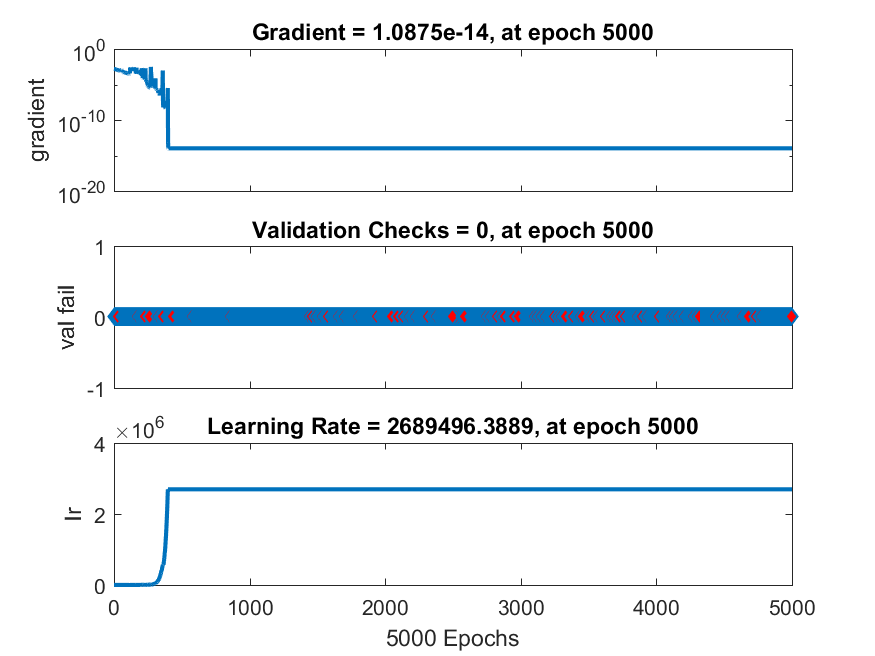 Gradient = 1.0875e-14, at epoch 5000
10^0
10^-10
10^-20
gradient
Validation Checks = 0, at epoch 5000
1
0
-1
val fail
Learning Rate = 2689496.3889, at epoch 5000
×10^6
4
2
0
lr
0 1000 2000 3000 4000 5000
5000 Epochs